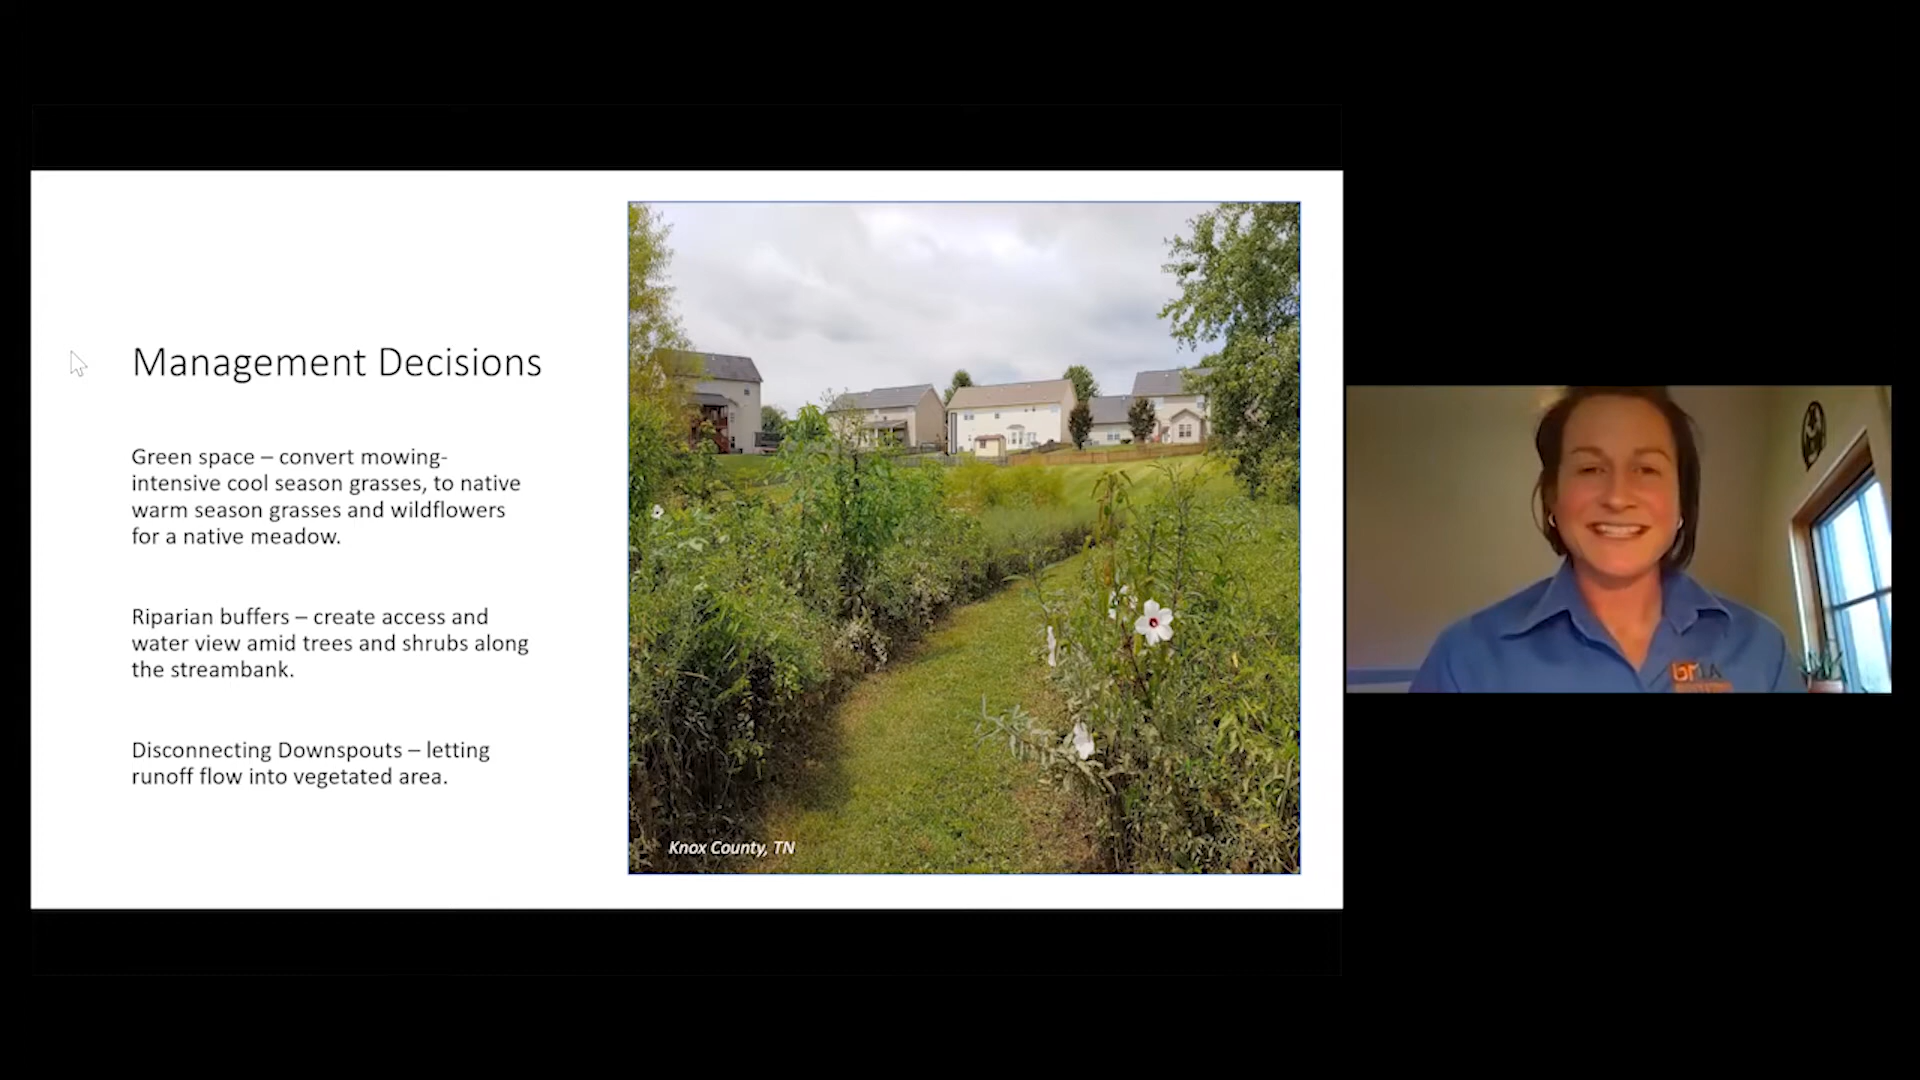 Management Decisions
Green space – convert mowing-
intensive cool season grasses, to native
warm season grasses and wildflowers
for a native meadow.
Riparian buffers – create access and
water view amid trees and shrubs along
the streambank.
Disconnecting Downspouts – letting
runoff flow into vegetated area.
Knox County, TN